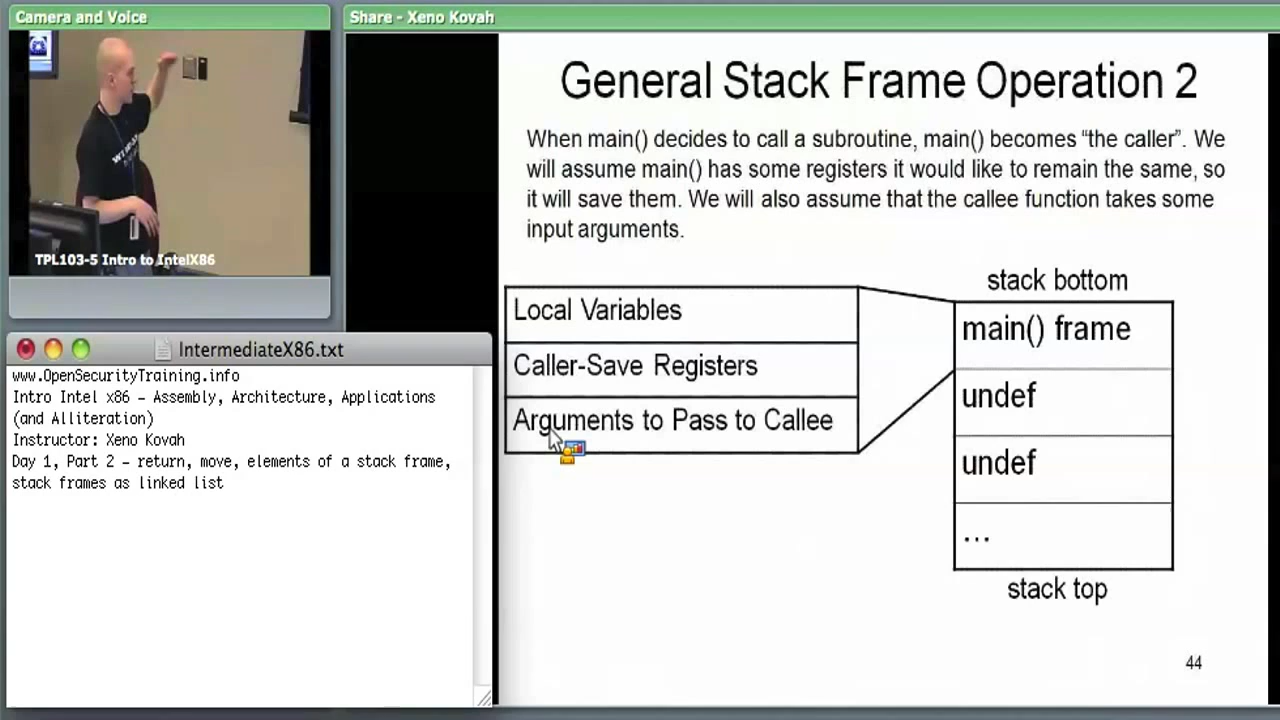 Camera and Voice
Share - Xeno Kovah
TPL103-5 Intro to IntelX86
IntermediateX86.txt
www.OpenSecurityTraining.info
Intro Intel x86 – Assembly, Architecture, Applications
(and Alliteration)
Instructor: Xeno Kovah
Day 1, Part 2 – return, move, elements of a stack frame,
stack frames as linked list
General Stack Frame Operation 2
When main() decides to call a subroutine, main() becomes “the caller”. We
will assume main() has some registers it would like to remain the same, so
it will save them. We will also assume that the callee function takes some
input arguments.
Local Variables
Caller-Save Registers
Arguments to Pass to Callee
stack bottom
main() frame
undef
undef
…
stack top
44